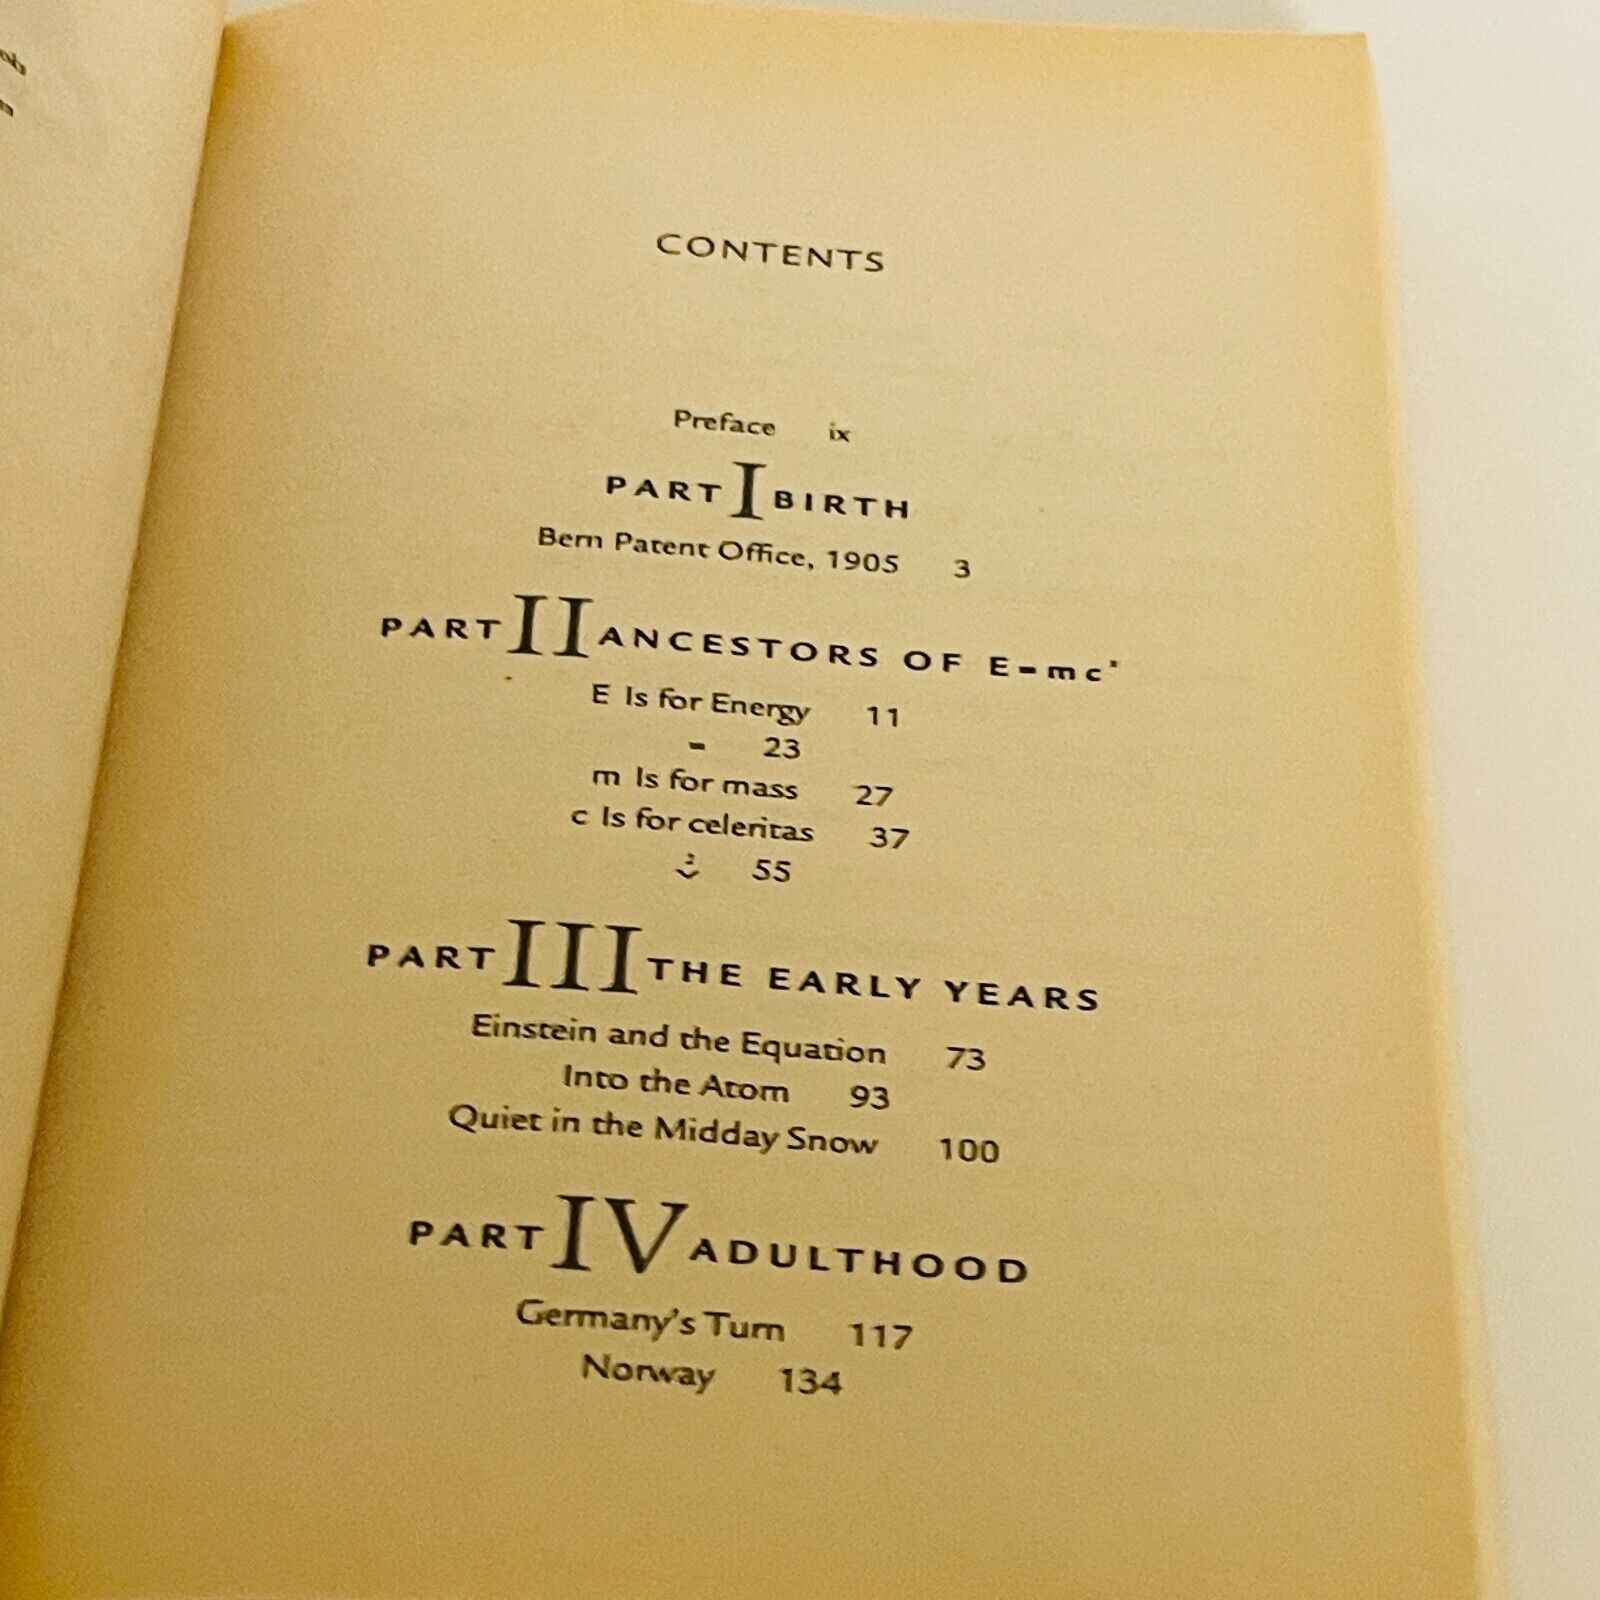 CONTENTS
Preface ix
PART I BIRTH
Bern Patent Office, 1905 3
PART II ANCESTORS OF E=mc²
E Is for Energy 11
= 23
m Is for mass 27
c Is for celeritas 37
² 55
PART III THE EARLY YEARS
Einstein and the Equation 73
Into the Atom 93
Quiet in the Midday Snow 100
PART IV ADULTHOOD
Germany's Turn 117
Norway 134